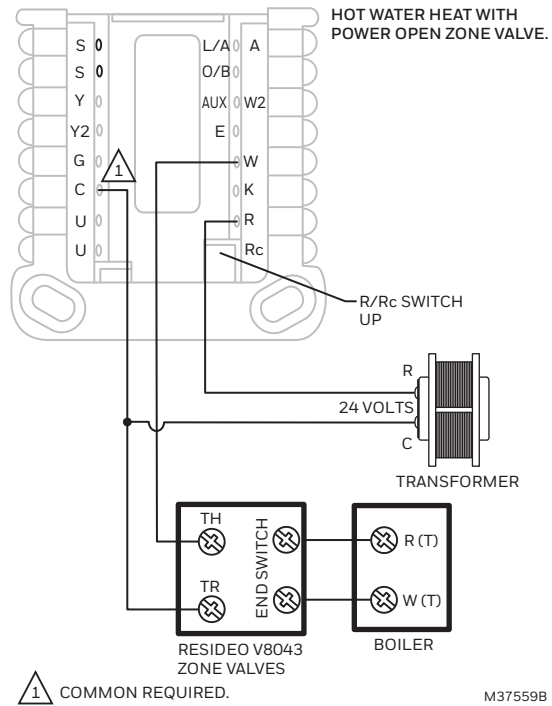 HOT WATER HEAT WITH
POWER OPEN ZONE VALVE.
S
L/A A
S
O/B
Y
AUX W2
Y2
E
G
1
W
C
K
U
R
U
Rc
R/Rc SWITCH
UP
R
24 VOLTS
C
TRANSFORMER
TH
TR
END SWITCH
R (T)
W (T)
RESIDEO V8043
ZONE VALVES
BOILER
1 COMMON REQUIRED.
M37559B